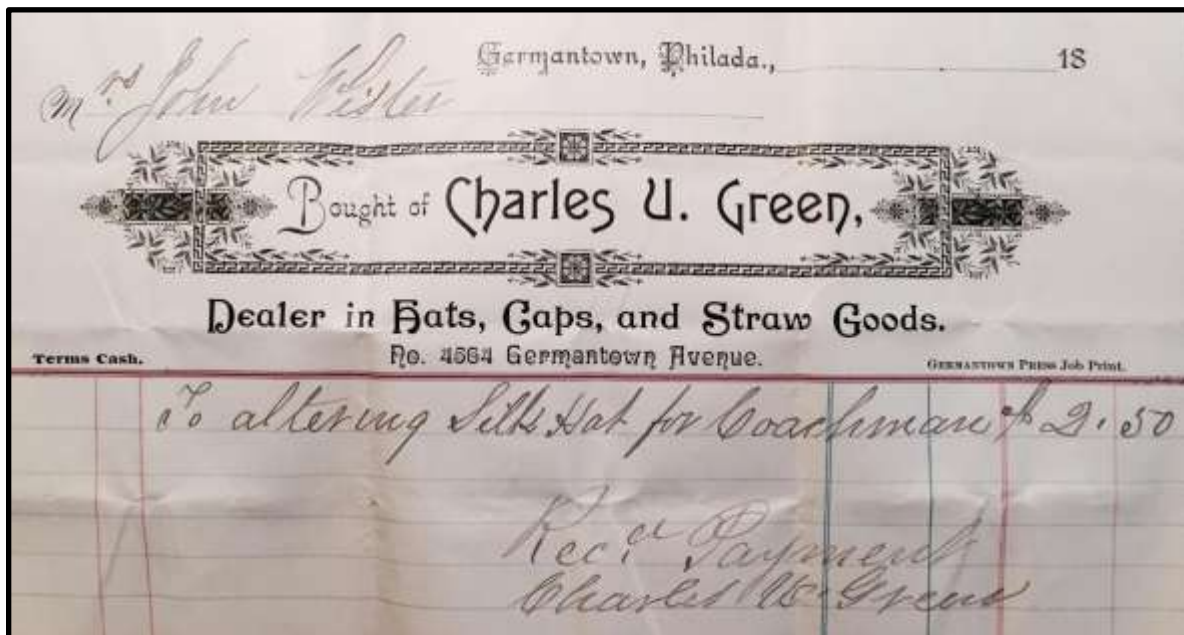 Germantown, Philada., 18
Mrs John Wister
Bought of Charles U. Green,
Dealer in Hats, Caps, and Straw Goods.
Terms Cash.
No. 4564 Germantown Avenue.
GERMANTOWN PRESS Job Print.
To altering Silk Hat for Coachman $2.50
Recd Payment
Charles U. Green